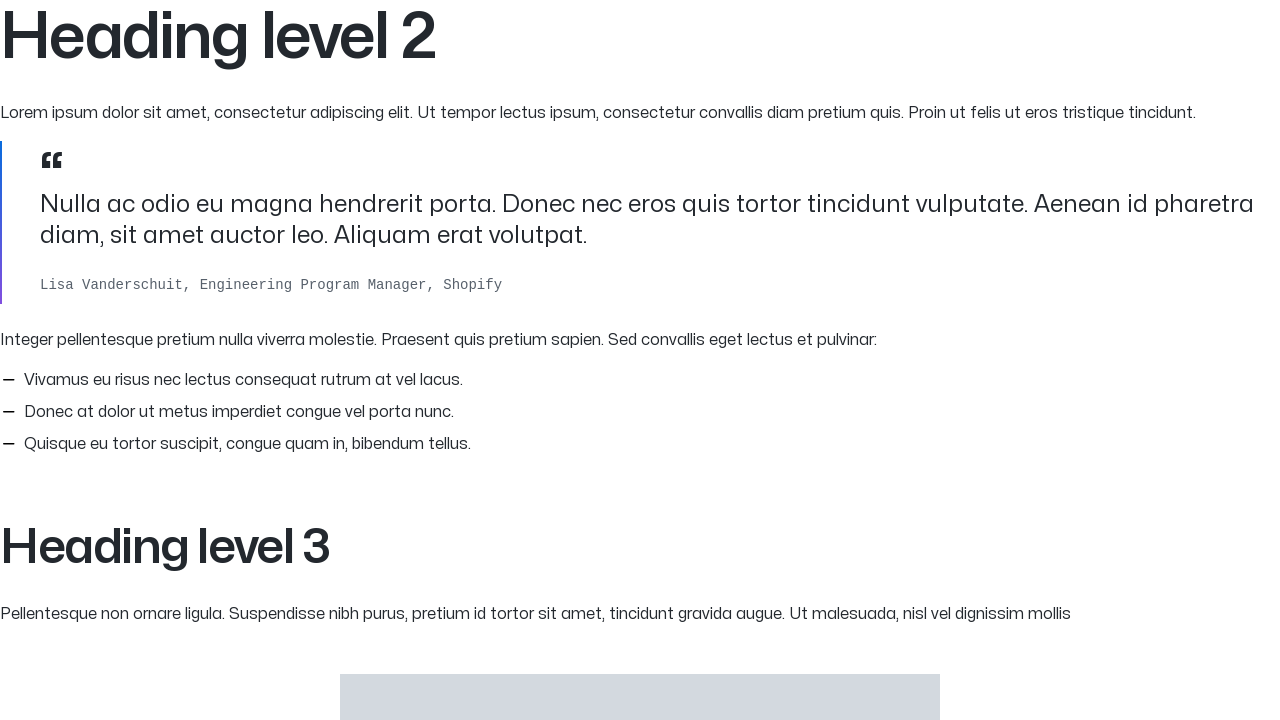 Heading level 2
Lorem ipsum dolor sit amet, consectetur adipiscing elit. Ut tempor lectus ipsum, consectetur convallis diam pretium quis. Proin ut felis ut eros tristique tincidunt.
“
Nulla ac odio eu magna hendrerit porta. Donec nec eros quis tortor tincidunt vulputate. Aenean id pharetra
diam, sit amet auctor leo. Aliquam erat volutpat.
Lisa Vanderschuit, Engineering Program Manager, Shopify
Integer pellentesque pretium nulla viverra molestie. Praesent quis pretium sapien. Sed convallis eget lectus et pulvinar:
— Vivamus eu risus nec lectus consequat rutrum at vel lacus.
— Donec at dolor ut metus imperdiet congue vel porta nunc.
— Quisque eu tortor suscipit, congue quam in, bibendum tellus.
Heading level 3
Pellentesque non ornare ligula. Suspendisse nibh purus, pretium id tortor sit amet, tincidunt gravida augue. Ut malesuada, nisl vel dignissim mollis